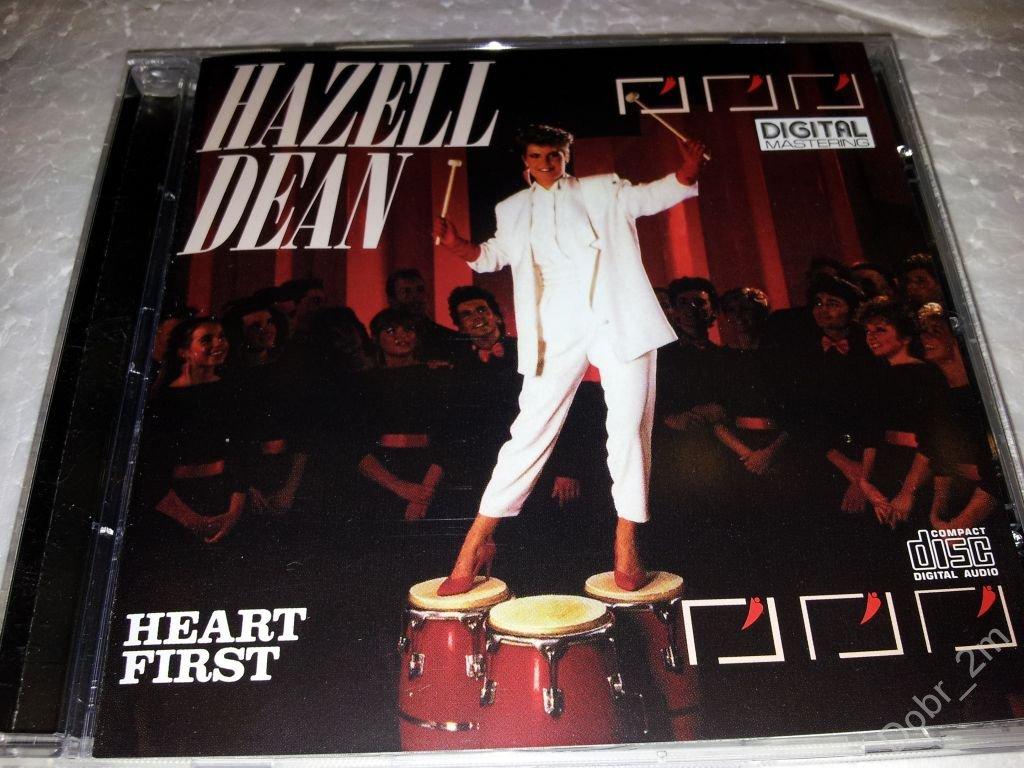 HAZELL
DEAN
DIGITAL
MASTERING
COMPACT
disc
DIGITAL AUDIO
HEART
FIRST